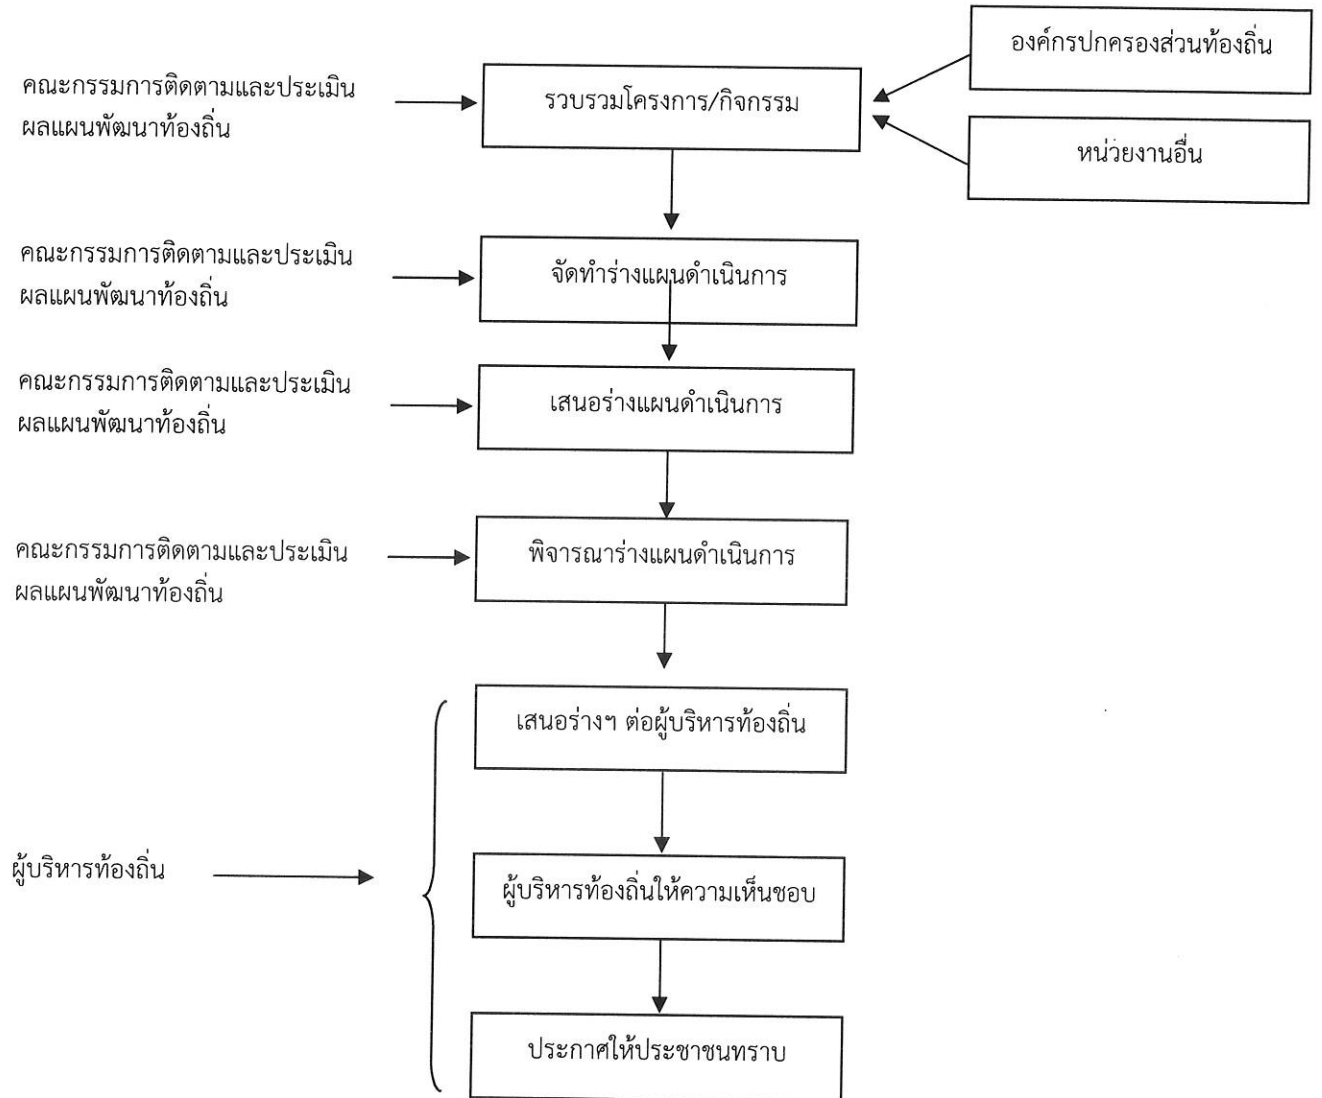 องค์กรปกครองส่วนท้องถิ่น
คณะกรรมการติดตามและประเมิน
ผลแผนพัฒนาท้องถิ่น
รวบรวมโครงการ/กิจกรรม
หน่วยงานอื่น
คณะกรรมการติดตามและประเมิน
ผลแผนพัฒนาท้องถิ่น
จัดทำร่างแผนดำเนินการ
คณะกรรมการติดตามและประเมิน
ผลแผนพัฒนาท้องถิ่น
เสนอร่างแผนดำเนินการ
คณะกรรมการติดตามและประเมิน
ผลแผนพัฒนาท้องถิ่น
พิจารณาร่างแผนดำเนินการ
เสนอร่างฯ ต่อผู้บริหารท้องถิ่น
ผู้บริหารท้องถิ่น
ผู้บริหารท้องถิ่นให้ความเห็นชอบ
ประกาศให้ประชาชนทราบ